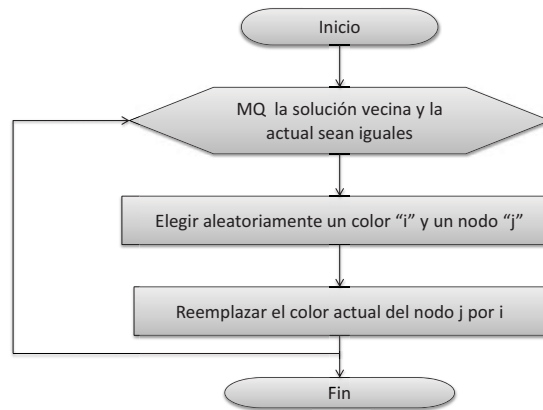 Inicio
MQ la solución vecina y la
actual sean iguales
Elegir aleatoriamente un color “i” y un nodo “j”
Reemplazar el color actual del nodo j por i
Fin